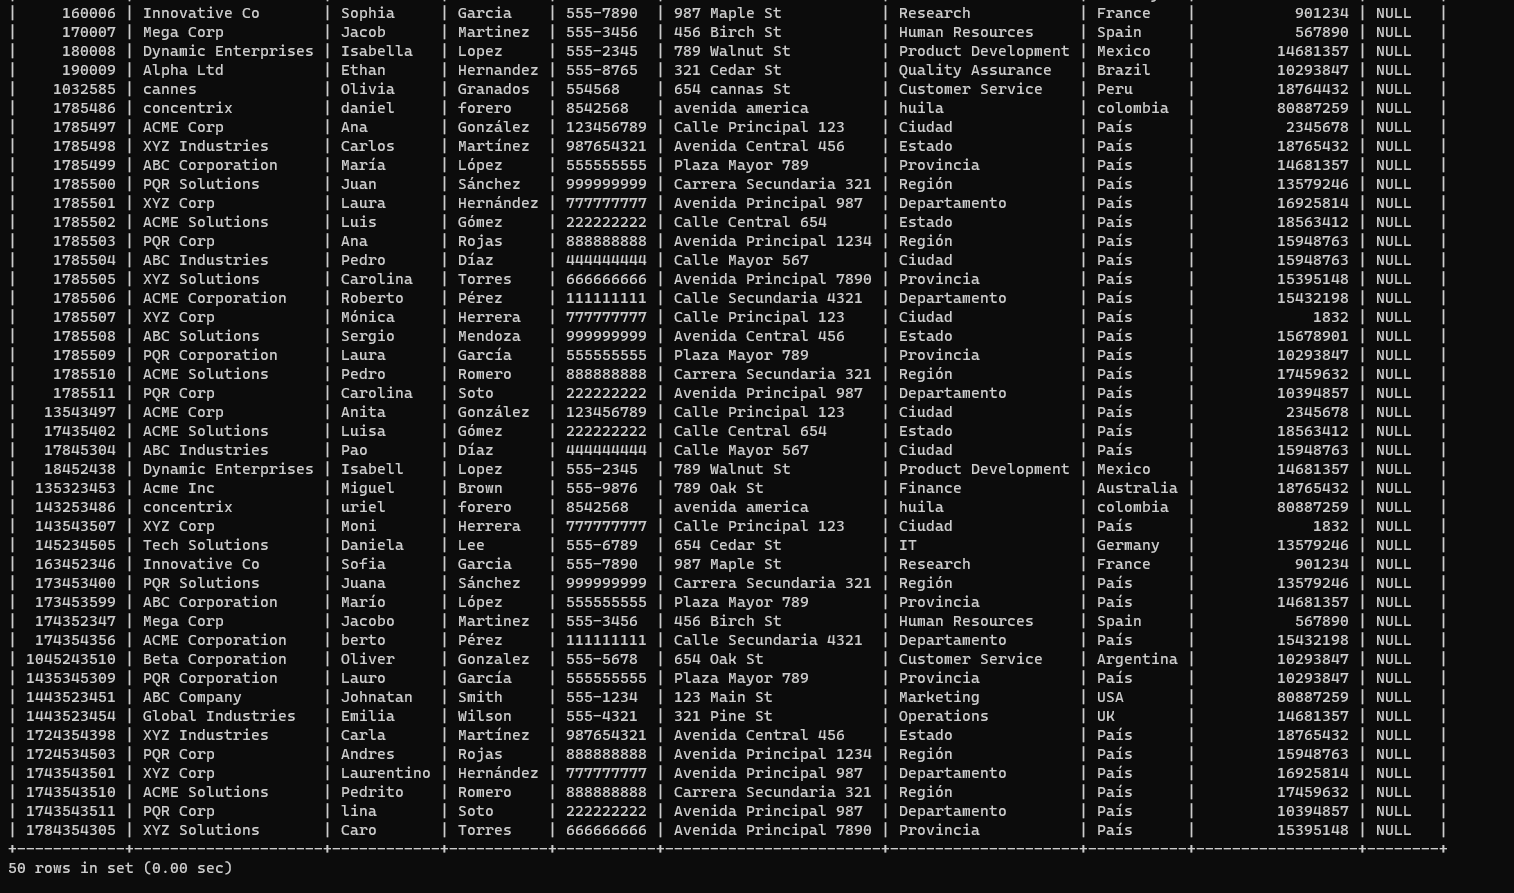 | 160006 | Innovative Co | Sophia | Garcia | 555-7890 | 987 Maple St | Research | France | 901234 | NULL |
| 170007 | Mega Corp | Jacob | Martinez | 555-3456 | 456 Birch St | Human Resources | Spain | 567890 | NULL |
| 180008 | Dynamic Enterprises | Isabella | Lopez | 555-2345 | 789 Walnut St | Product Development | Mexico | 14681357 | NULL |
| 190009 | Alpha Ltd | Ethan | Hernandez | 555-8765 | 321 Cedar St | Quality Assurance | Brazil | 10293847 | NULL |
| 1032585 | cannes | Olivia | Granados | 554568 | 654 cannas St | Customer Service | Peru | 18764432 | NULL |
| 1785486 | concentrix | daniel | forero | 8542568 | avenida america | huila | colombia | 80887259 | NULL |
| 1785497 | ACME Corp | Ana | González | 123456789 | Calle Principal 123 | Ciudad | País | 2345678 | NULL |
| 1785498 | XYZ Industries | Carlos | Martínez | 987654321 | Avenida Central 456 | Estado | País | 18765432 | NULL |
| 1785499 | ABC Corporation | María | López | 555555555 | Plaza Mayor 789 | Provincia | País | 14681357 | NULL |
| 1785500 | PQR Solutions | Juan | Sánchez | 999999999 | Carrera Secundaria 321 | Región | País | 13579246 | NULL |
| 1785501 | XYZ Corp | Laura | Hernández | 777777777 | Avenida Principal 987 | Departamento | País | 16925814 | NULL |
| 1785502 | ACME Solutions | Luis | Gómez | 222222222 | Calle Central 654 | Estado | País | 18563412 | NULL |
| 1785503 | PQR Corp | Ana | Rojas | 888888888 | Avenida Principal 1234 | Región | País | 15948763 | NULL |
| 1785504 | ABC Industries | Pedro | Díaz | 444444444 | Calle Mayor 567 | Ciudad | País | 15948763 | NULL |
| 1785505 | XYZ Solutions | Carolina | Torres | 666666666 | Avenida Principal 7890 | Provincia | País | 15395148 | NULL |
| 1785506 | ACME Corporation | Roberto | Pérez | 111111111 | Calle Secundaria 4321 | Departamento | País | 15432198 | NULL |
| 1785507 | XYZ Corp | Mónica | Herrera | 777777777 | Calle Principal 123 | Ciudad | País | 1832 | NULL |
| 1785508 | ABC Solutions | Sergio | Mendoza | 999999999 | Avenida Central 456 | Estado | País | 15678901 | NULL |
| 1785509 | PQR Corporation | Laura | García | 555555555 | Plaza Mayor 789 | Provincia | País | 10293847 | NULL |
| 1785510 | ACME Solutions | Pedro | Romero | 888888888 | Carrera Secundaria 321 | Región | País | 17459632 | NULL |
| 1785511 | PQR Corp | Carolina | Soto | 222222222 | Avenida Principal 987 | Departamento | País | 10394857 | NULL |
| 13543497 | ACME Corp | Anita | González | 123456789 | Calle Principal 123 | Ciudad | País | 2345678 | NULL |
| 17435402 | ACME Solutions | Luisa | Gómez | 222222222 | Calle Central 654 | Estado | País | 18563412 | NULL |
| 17845304 | ABC Industries | Pao | Díaz | 444444444 | Calle Mayor 567 | Ciudad | País | 15948763 | NULL |
| 18452438 | Dynamic Enterprises | Isabell | Lopez | 555-2345 | 789 Walnut St | Product Development | Mexico | 14681357 | NULL |
| 135323453 | Acme Inc | Miguel | Brown | 555-9876 | 789 Oak St | Finance | Australia | 18765432 | NULL |
| 143253486 | concentrix | uriel | forero | 8542568 | avenida america | huila | colombia | 80887259 | NULL |
| 143543507 | XYZ Corp | Moni | Herrera | 777777777 | Calle Principal 123 | Ciudad | País | 1832 | NULL |
| 145234505 | Tech Solutions | Daniela | Lee | 555-6789 | 654 Cedar St | IT | Germany | 13579246 | NULL |
| 163452346 | Innovative Co | Sofia | Garcia | 555-7890 | 987 Maple St | Research | France | 901234 | NULL |
| 173453400 | PQR Solutions | Juana | Sánchez | 999999999 | Carrera Secundaria 321 | Región | País | 13579246 | NULL |
| 173453599 | ABC Corporation | Marío | López | 555555555 | Plaza Mayor 789 | Provincia | País | 14681357 | NULL |
| 174352347 | Mega Corp | Jacobo | Martinez | 555-3456 | 456 Birch St | Human Resources | Spain | 567890 | NULL |
| 174354356 | ACME Corporation | berto | Pérez | 111111111 | Calle Secundaria 4321 | Departamento | País | 15432198 | NULL |
| 1045243510 | Beta Corporation | Oliver | Gonzalez | 555-5678 | 654 Oak St | Customer Service | Argentina | 10293847 | NULL |
| 1435345309 | PQR Corporation | Lauro | García | 555555555 | Plaza Mayor 789 | Provincia | País | 10293847 | NULL |
| 1443523451 | ABC Company | Johnatan | Smith | 555-1234 | 123 Main St | Marketing | USA | 80887259 | NULL |
| 1443523454 | Global Industries | Emilia | Wilson | 555-4321 | 321 Pine St | Operations | UK | 14681357 | NULL |
| 1724354398 | XYZ Industries | Carla | Martínez | 987654321 | Avenida Central 456 | Estado | País | 18765432 | NULL |
| 1724534503 | PQR Corp | Andres | Rojas | 888888888 | Avenida Principal 1234 | Región | País | 15948763 | NULL |
| 1743543501 | XYZ Corp | Laurentino | Hernández | 777777777 | Avenida Principal 987 | Departamento | País | 16925814 | NULL |
| 1743543510 | ACME Solutions | Pedrito | Romero | 888888888 | Carrera Secundaria 321 | Región | País | 17459632 | NULL |
| 1743543511 | PQR Corp | lina | Soto | 222222222 | Avenida Principal 987 | Departamento | País | 10394857 | NULL |
| 1784354305 | XYZ Solutions | Caro | Torres | 666666666 | Avenida Principal 7890 | Provincia | País | 15395148 | NULL |
50 rows in set (0.00 sec)